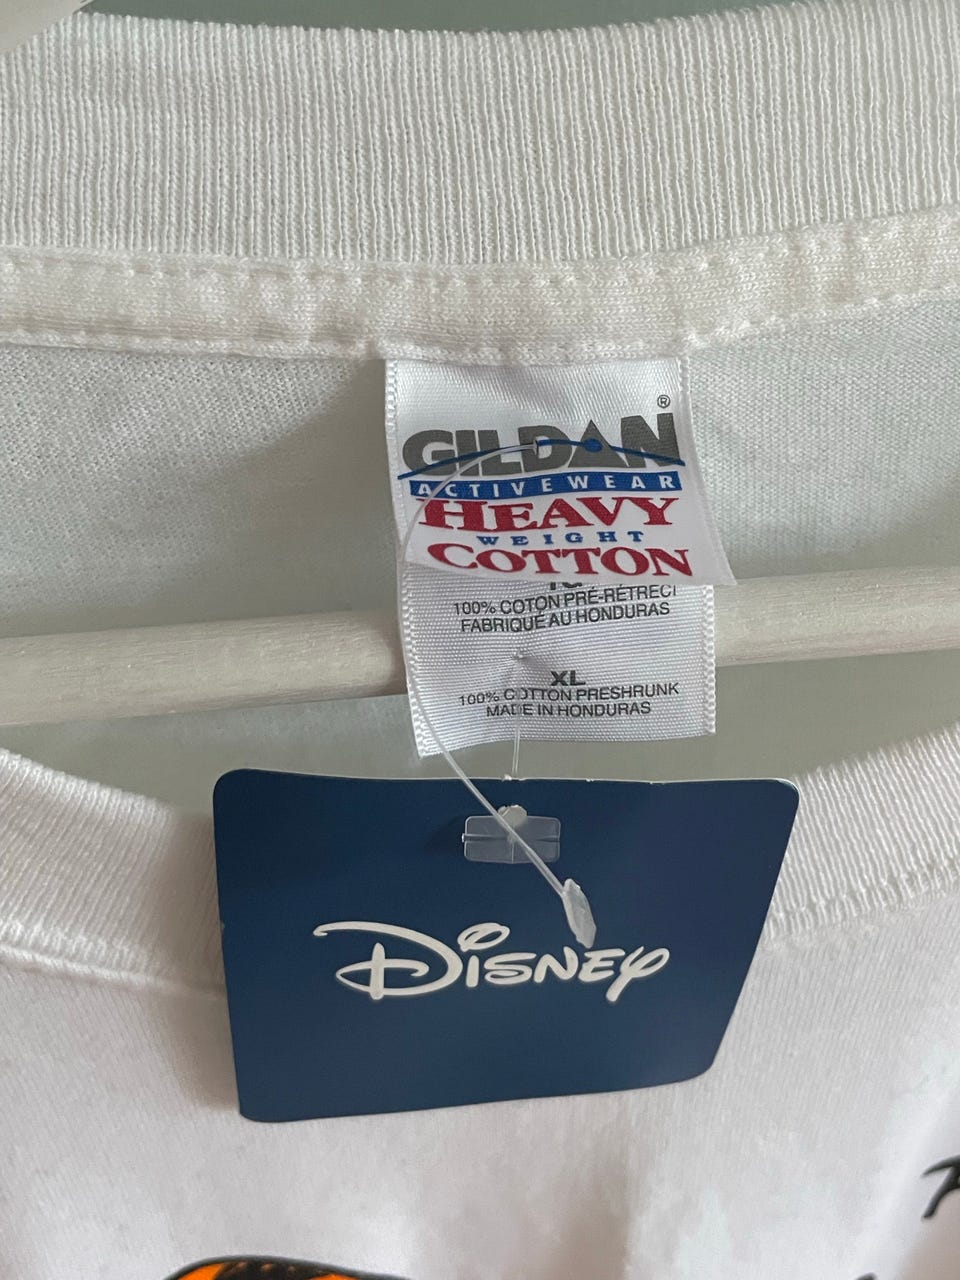 GILDAN®
ACTIVEWEAR
HEAVY
WEIGHT
COTTON
100% COTON PRÉ-RÉTRÉCI
FABRIQUÉ AU HONDURAS
XL
100% COTTON PRESHRUNK
MADE IN HONDURAS
DISNEY